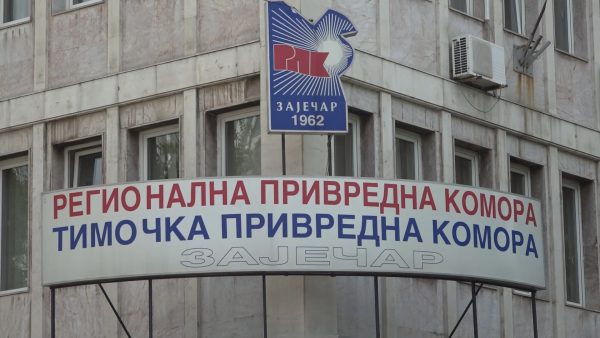 РПК
ЗАЈЕЧАР
1962
РЕГИОНАЛНА ПРИВРЕДНА КОМОРА
ТИМОЧКА ПРИВРЕДНА КОМОРА
ЗАЈЕЧАР